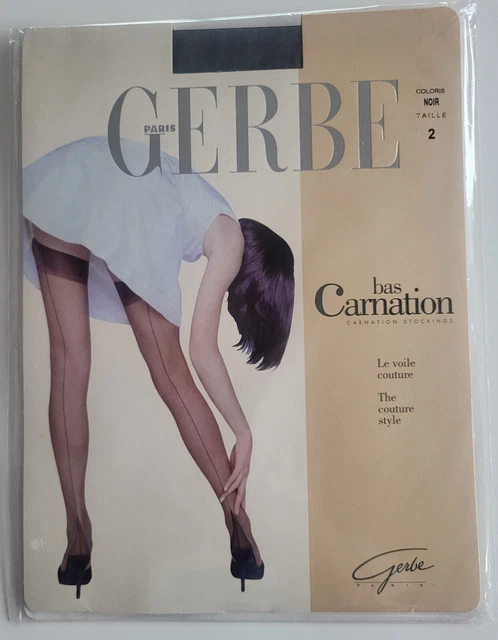 GERBE
PARIS
COLORIS
NOIR
TAILLE
2
bas
Carnation
CARNATION STOCKINGS
Le voile
couture
The
couture
style
Gerbe
PARIS